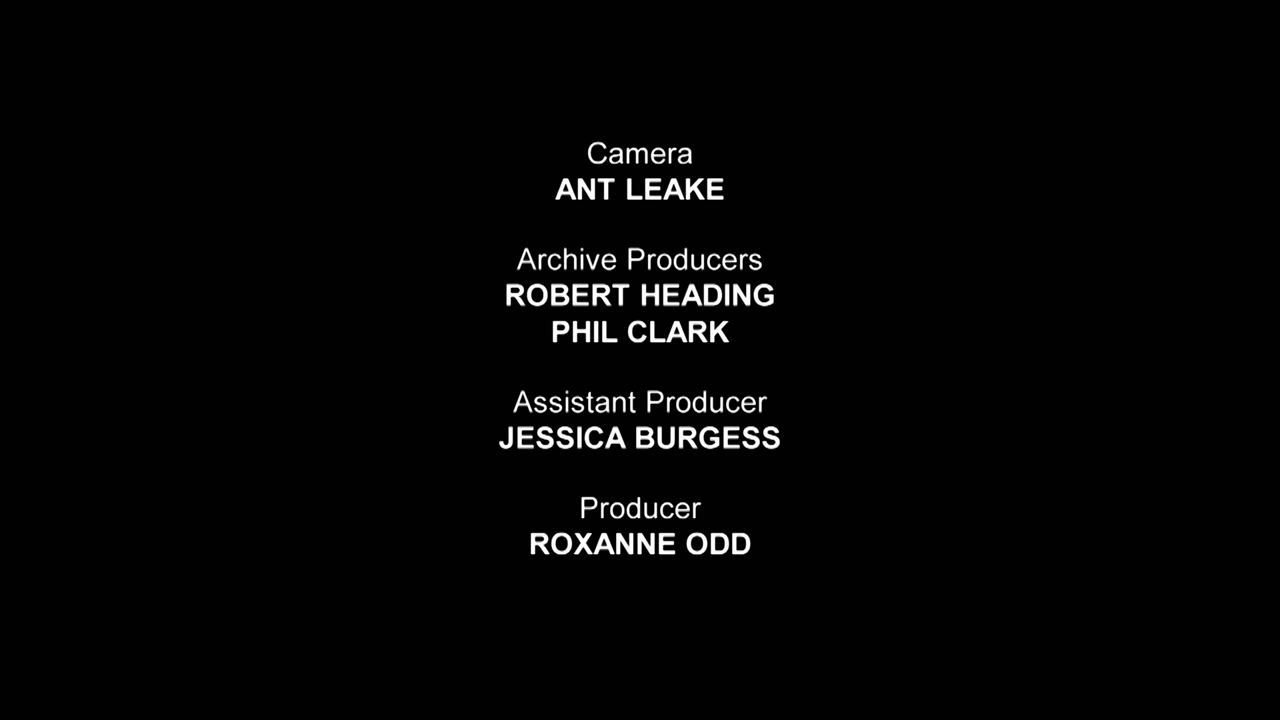 Camera
ANT LEAKE
Archive Producers
ROBERT HEADING
PHIL CLARK
Assistant Producer
JESSICA BURGESS
Producer
ROXANNE ODD